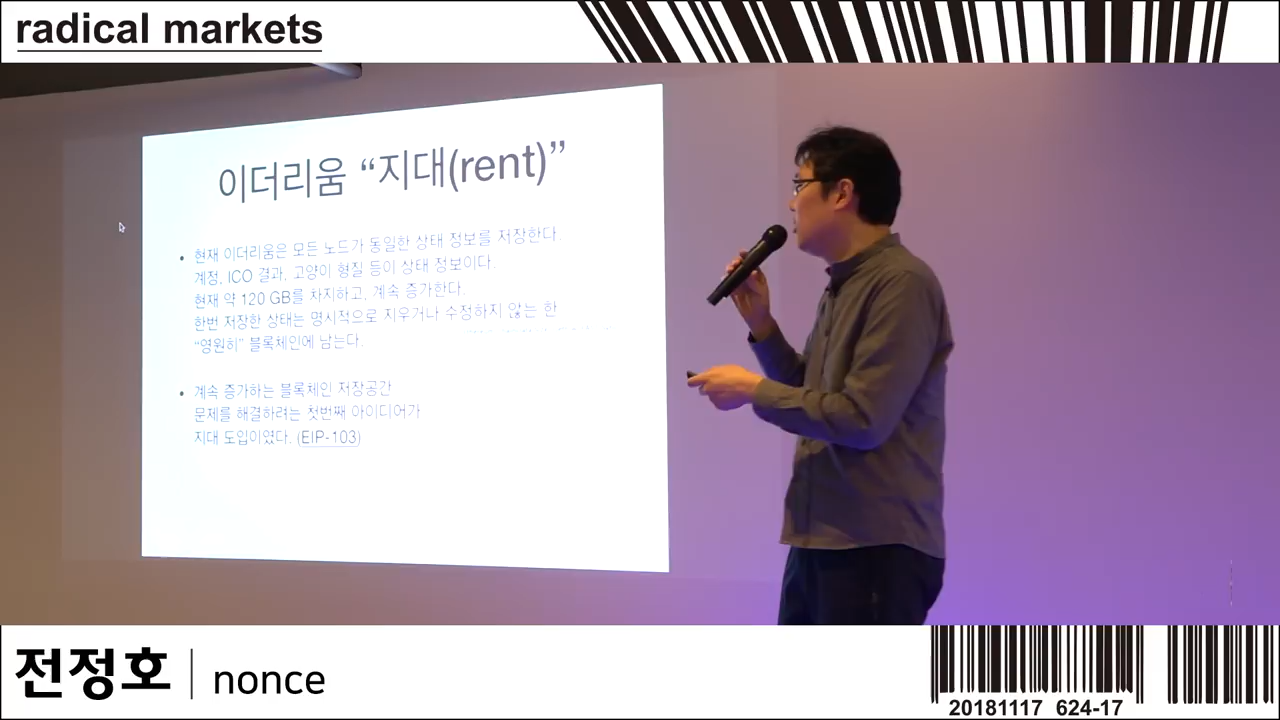 radical markets
이더리움 “지대(rent)”
• 현재 이더리움은 모든 노드가 동일한 상태 정보를 저장한다.
계정, ICO 결과, 고양이 형질 등이 상태 정보이다.
현재 약 120 GB를 차지하고, 계속 증가한다.
한번 저장한 상태는 명시적으로 지우거나 수정하지 않는 한
“영원히” 블록체인에 남는다.
• 계속 증가하는 블록체인 저장공간
문제를 해결하려는 첫번째 아이디어가
지대 도입이였다. (EIP-103)
전정호 | nonce
20181117 624-17